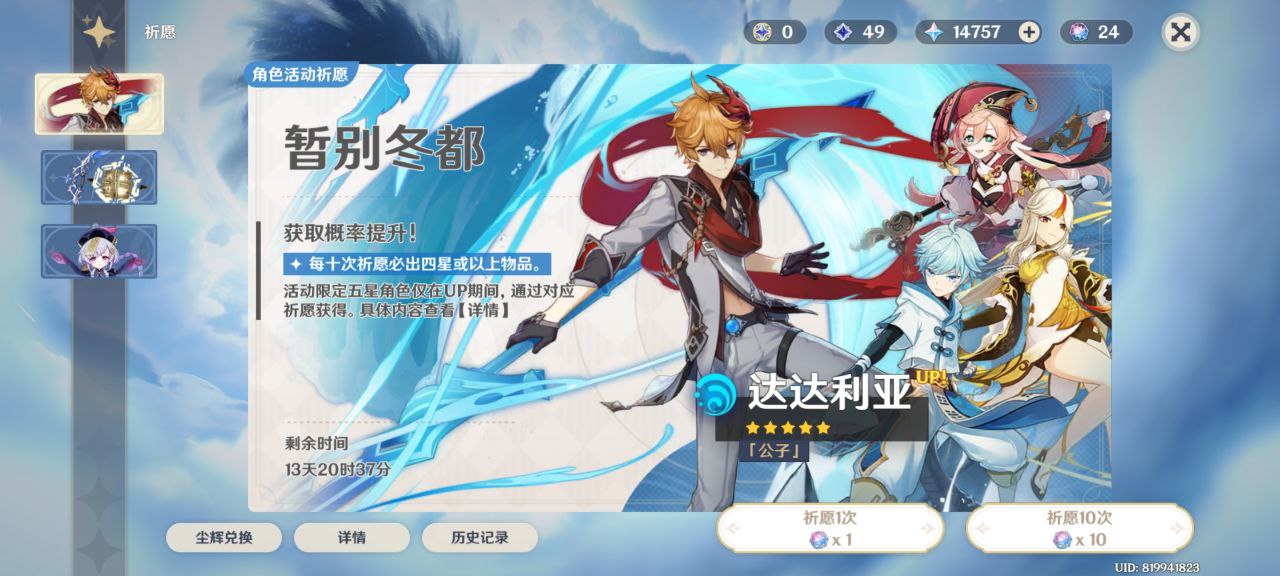 祈愿
0
49
14757
24
角色活动祈愿
暂别冬都
获取概率提升！
每十次祈愿必出四星或以上物品。
活动限定五星角色仅在UP期间，通过对应
祈愿获得。具体内容查看【详情】
达达利亚 UP!
「公子」
剩余时间
13天20时37分
尘辉兑换
详情
历史记录
祈愿1次
x 1
祈愿10次
x 10
UID: 819941823